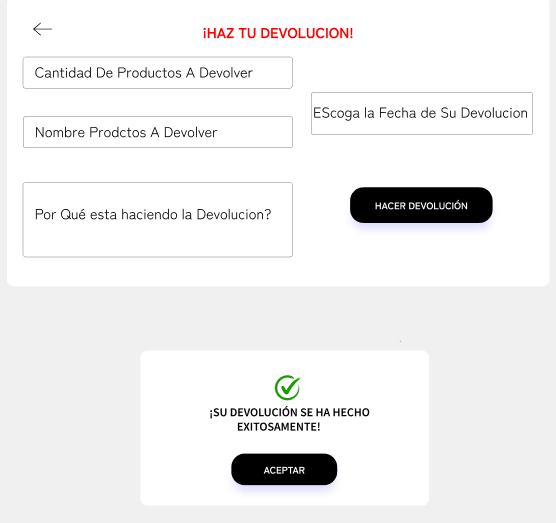 ¡HAZ TU DEVOLUCION!
Cantidad De Productos A Devolver
EScoga la Fecha de Su Devolucion
Nombre Prodctos A Devolver
Por Qué esta haciendo la Devolucion?
HACER DEVOLUCIÓN
¡SU DEVOLUCIÓN SE HA HECHO
EXITOSAMENTE!
ACEPTAR